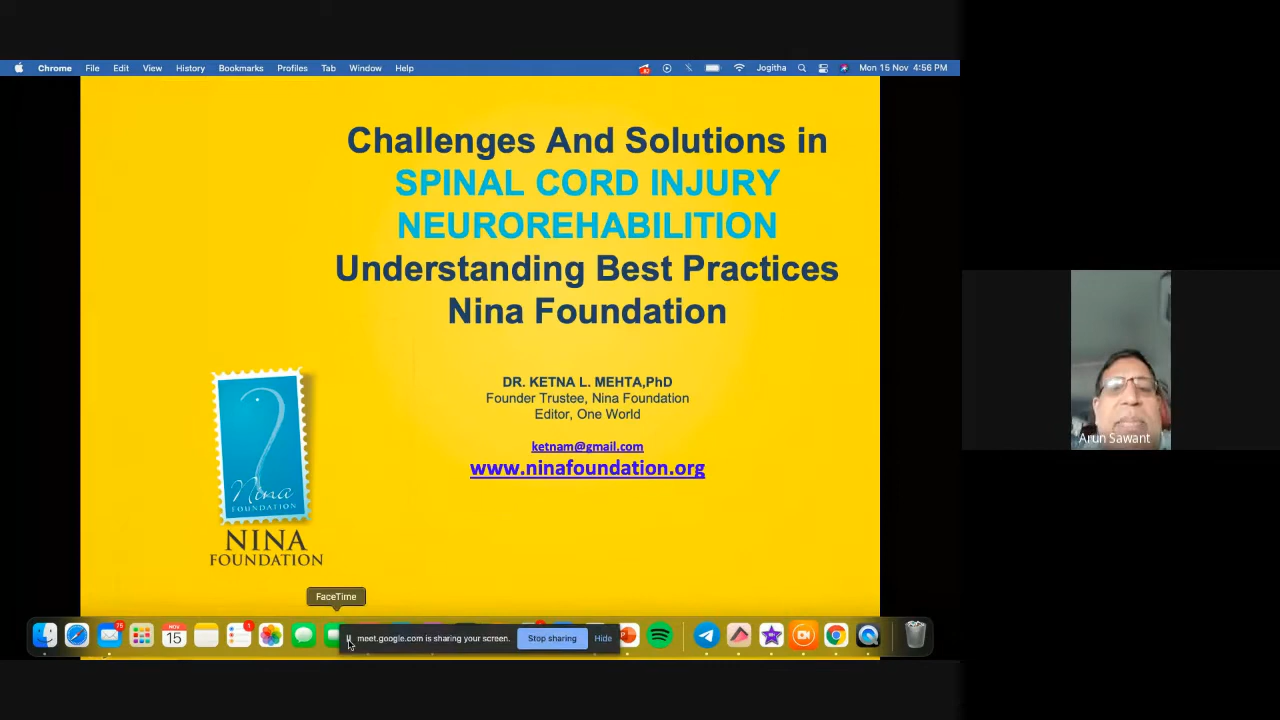 Chrome File Edit View History Bookmarks Profiles Tab Window Help Jogitha Mon 15 Nov 4:56 PM
Challenges And Solutions in
SPINAL CORD INJURY
NEUROREHABILITION
Understanding Best Practices
Nina Foundation
DR. KETNA L. MEHTA,PhD
Founder Trustee, Nina Foundation
Editor, One World
ketnam@gmail.com
www.ninafoundation.org
Nina
FOUNDATION
NINA
FOUNDATION
Arun Sawant
FaceTime
75
NOV
15
1
meet.google.com is sharing your screen. Stop sharing Hide